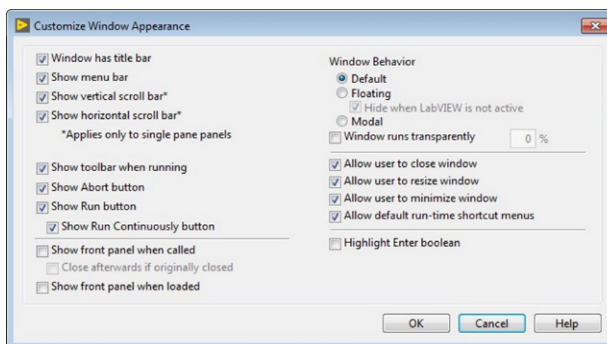 Customize Window Appearance
Window has title bar
Show menu bar
Show vertical scroll bar*
Show horizontal scroll bar*
*Applies only to single pane panels
Show toolbar when running
Show Abort button
Show Run button
Show Run Continuously button
Show front panel when called
Close afterwards if originally closed
Show front panel when loaded
Window Behavior
Default
Floating
Hide when LabVIEW is not active
Modal
Window runs transparently 0 %
Allow user to close window
Allow user to resize window
Allow user to minimize window
Allow default run-time shortcut menus
Highlight Enter boolean
OK Cancel Help